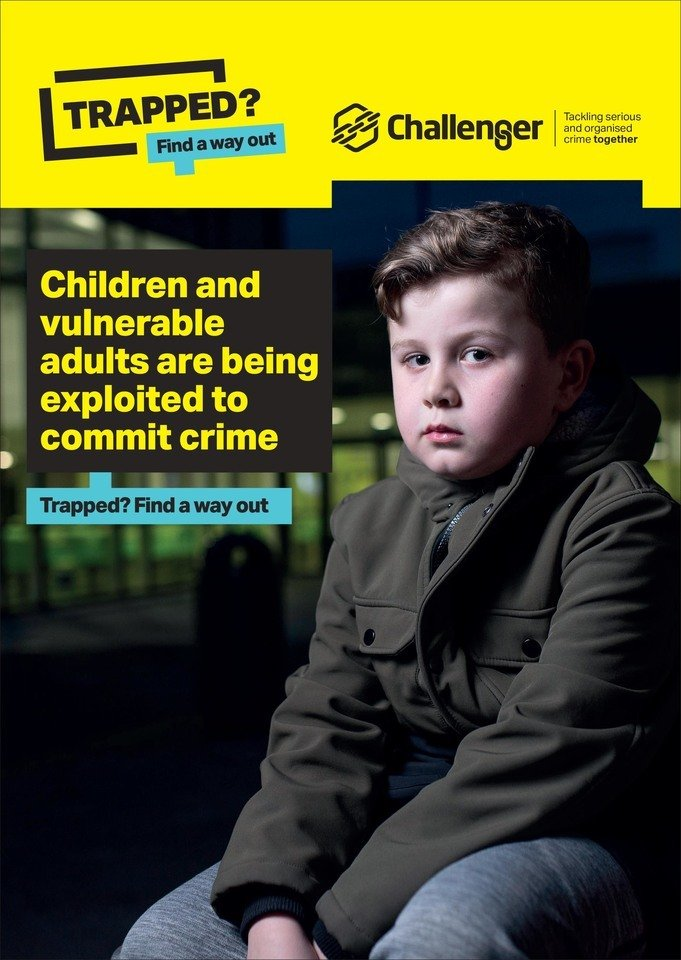 TRAPPED?
Find a way out
Challenger
Tackling serious
and organised
crime together
Children and
vulnerable
adults are being
exploited to
commit crime
Trapped? Find a way out